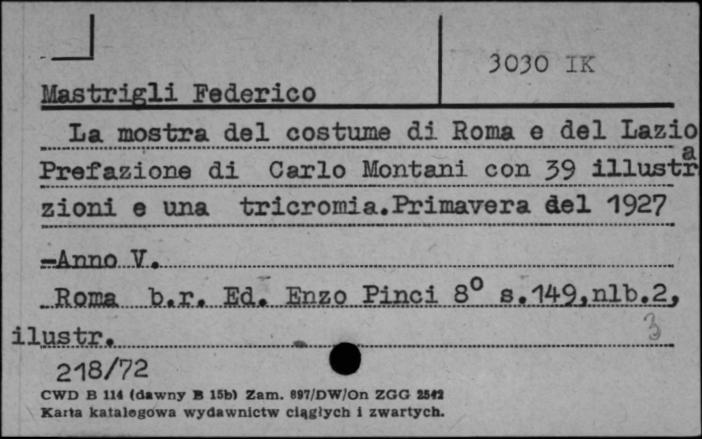 3030 IK
Mastrigli Federico
La mostra del costume di Roma e del Lazio
Prefazione di Carlo Montani con 39 illustra
zioni e una tricromia.Primavera del 1927
-Anno V.
Roma b.r. Ed. Enzo Pinci 8° s.149,nlb.2,
ilustr.
3
218/72
CWD B 114 (dawny B 15b) Zam. 897/DW/On ZGG 2542
Karta katalogowa wydawnictw ciągłych i zwartych.